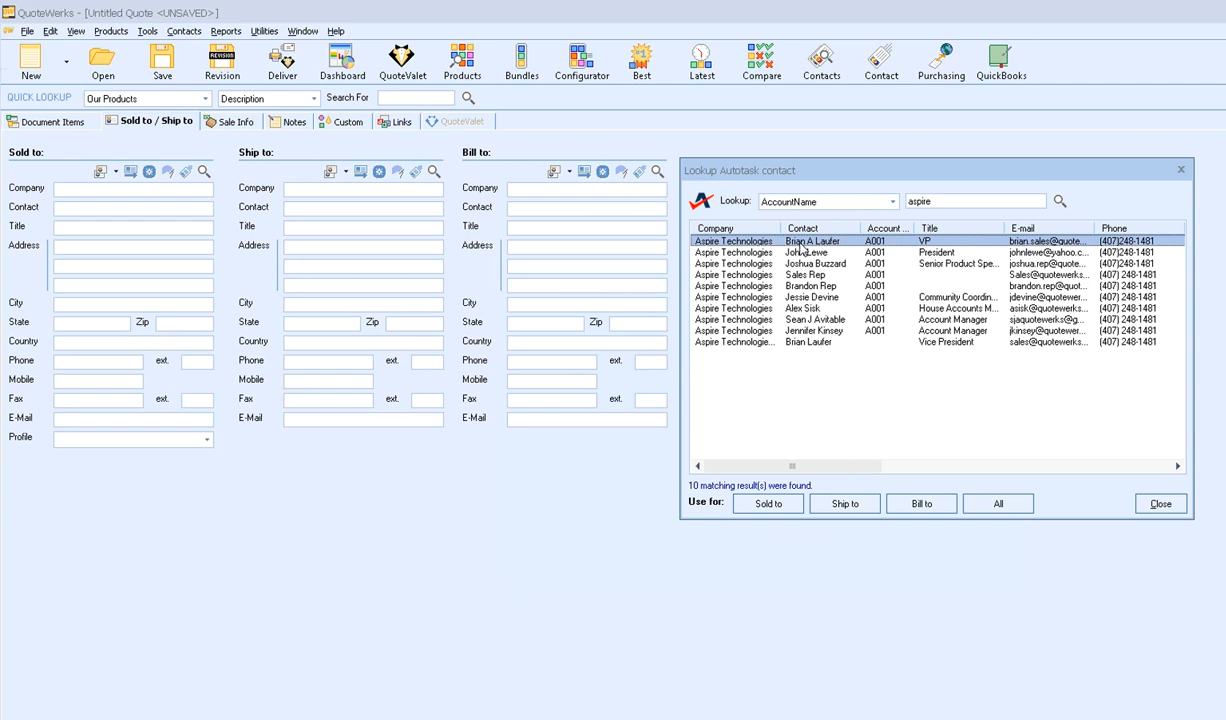 QuoteWerks - [Untitled Quote <UNSAVED>]
File Edit View Products Tools Contacts Reports Utilities Window Help
New Open Save Revision Deliver Dashboard QuoteValet Products Bundles Configurator Best Latest Compare Contacts Contact Purchasing QuickBooks
QUICK LOOKUP Our Products Description Search For
Document Items Sold to / Ship to Sale Info Notes Custom Links QuoteValet
Sold to: Ship to: Bill to:
Company Company Company
Contact Contact Contact
Title Title Title
Address Address Address
City City City
State Zip State Zip State Zip
Country Country Country
Phone ext. Phone ext. Phone ext.
Mobile Mobile Mobile
Fax ext. Fax ext. Fax ext.
E-Mail E-Mail E-Mail
Profile
Lookup Autotask contact
Lookup: AccountName aspire
Company Contact Account ... Title E-mail Phone
Aspire Technologies Brian A Laufer A001 VP brian.sales@quote... (407)248-1481
Aspire Technologies John Lewe A001 President johnlewe@yahoo.c... (407)248-1481
Aspire Technologies Joshua Buzzard A001 Senior Product Spe... joshua.rep@quot... (407) 248-1481
Aspire Technologies Sales Rep A001 Sales@quotewerks... (407) 248-1481
Aspire Technologies Brandon Rep A001 brandon.rep@quot... (407) 248-1481
Aspire Technologies Jessie Devine A001 Community Coordin... jdevine@quotewer... (407) 248-1481
Aspire Technologies Alex Sisk A001 House Accounts M... asisk@quotewerks... (407) 248-1481
Aspire Technologies Sean J Avitable A001 Account Manager sjaquotewerks@g... (407) 248-1481
Aspire Technologies Jennifer Kinsey A001 Account Manager jkinsey@quotewer... (407) 248-1481
Aspire Technologie... Brian Laufer Vice President sales@quotewerks... (407) 248-1481
10 matching result(s) were found.
Use for: Sold to Ship to Bill to All Close